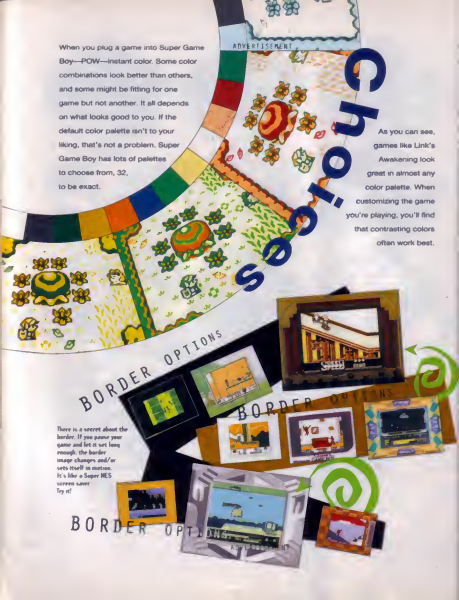 When you plug a game into Super Game
Boy—POW—instant color. Some color
combinations look better than others,
and some might be fitting for one
game but not another. It all depends
on what looks good to you. If the
default color palette isn't to your
liking, that's not a problem. Super
Game Boy has lots of palettes
to choose from, 32,
to be exact.
ADVERTISEMENT
Choices
As you can see,
games like Link's
Awakening look
great in almost any
color palette. When
customizing the game
you're playing, you'll find
that contrasting colors
often work best.
BORDER OPTIONS
BORDER OPTIONS
There is a secret about the
border. If you pause your
game and let it set long
enough, the border
image changes and/or
sets itself in motion.
It's like a Super NES
screen saver
Try it!
BORDER OPTIONS
ADVERTISEMENT